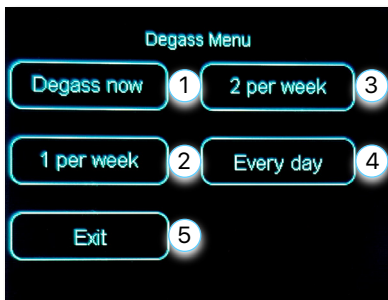 Degass Menu
Degass now 1 2 per week 3
1 per week 2 Every day 4
Exit 5